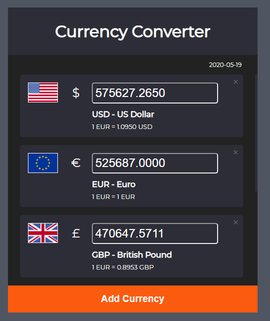 Currency Converter
2020-05-19
$ 575627.2650
USD - US Dollar
1 EUR = 1.0950 USD
€ 525687.0000
EUR - Euro
1 EUR = 1 EUR
£ 470647.5711
GBP - British Pound
1 EUR = 0.8953 GBP
Add Currency